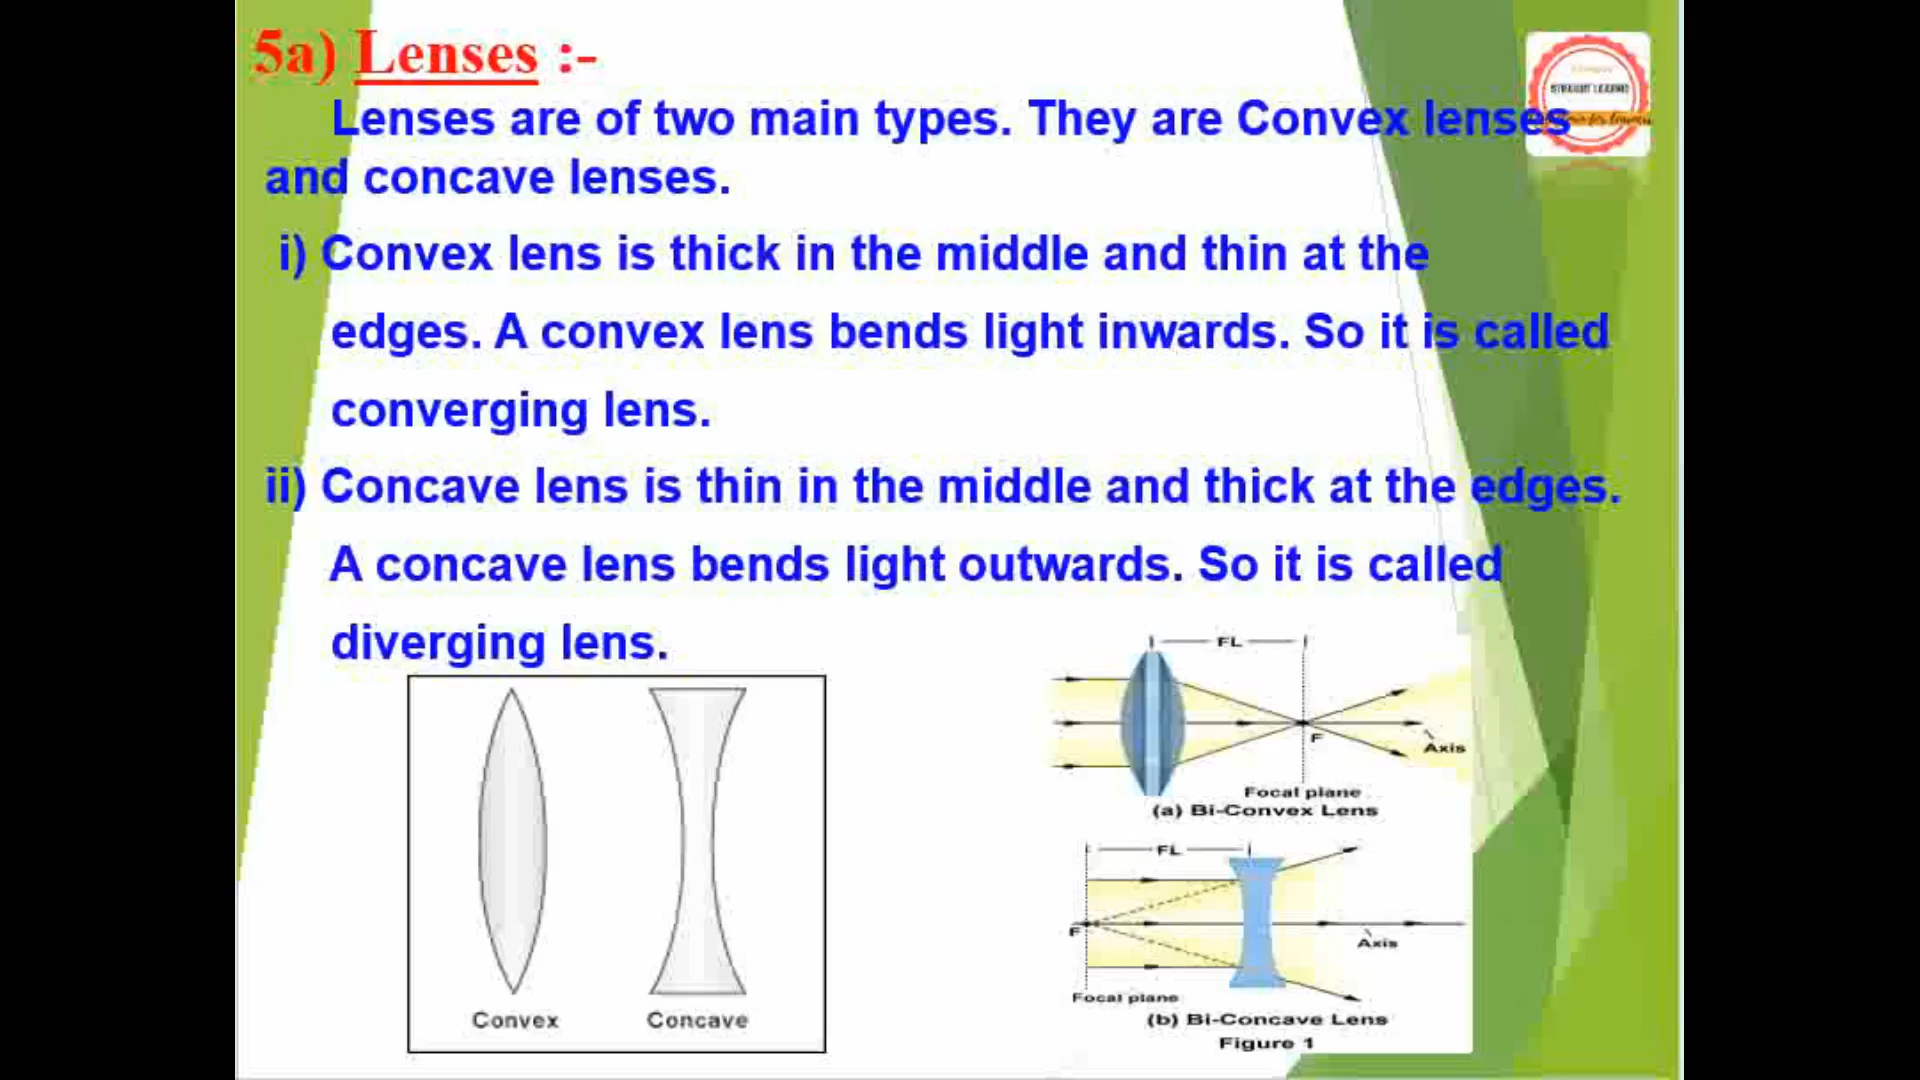 5a) Lenses :-
STRAIGHT LEARNING
Lenses are of two main types. They are Convex lenses
and concave lenses.
i) Convex lens is thick in the middle and thin at the
edges. A convex lens bends light inwards. So it is called
converging lens.
ii) Concave lens is thin in the middle and thick at the edges.
A concave lens bends light outwards. So it is called
diverging lens.
Convex
Concave
FL
F
Axis
Focal plane
(a) Bi-Convex Lens
FL
F
Axis
Focal plane
(b) Bi-Concave Lens
Figure 1